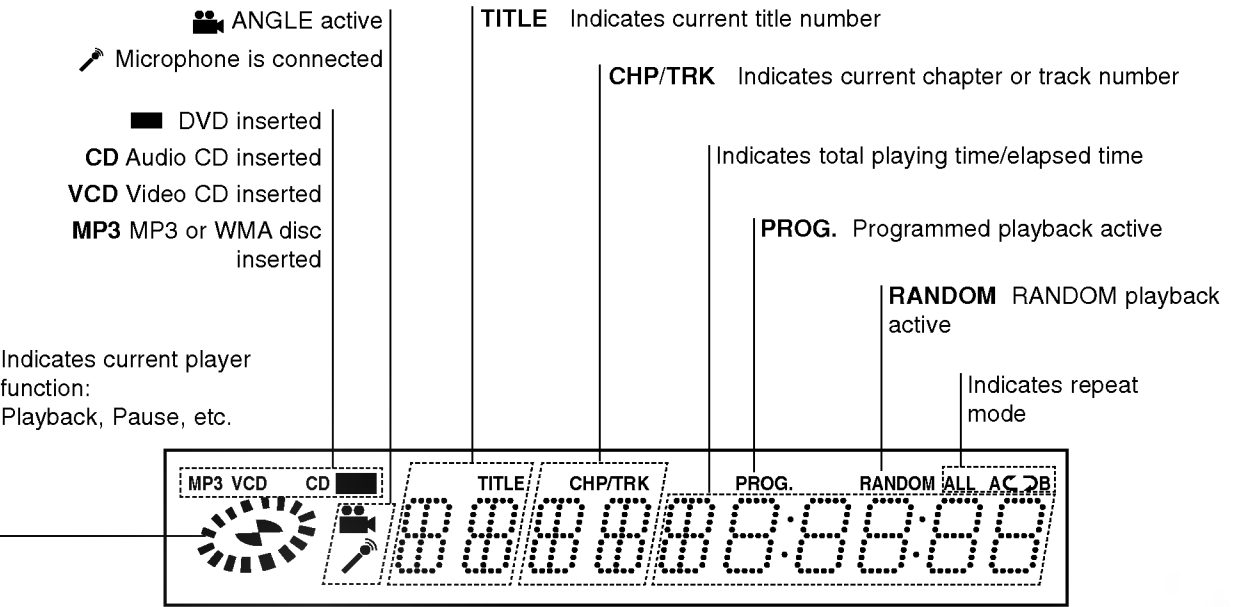 ANGLE active
Microphone is connected
DVD inserted
CD Audio CD inserted
VCD Video CD inserted
MP3 MP3 or WMA disc
inserted
Indicates current player
function:
Playback, Pause, etc.
TITLE Indicates current title number
CHP/TRK Indicates current chapter or track number
Indicates total playing time/elapsed time
PROG. Programmed playback active
RANDOM RANDOM playback
active
Indicates repeat
mode
MP3 VCD CD TITLE CHP/TRK PROG. RANDOM ALL A B